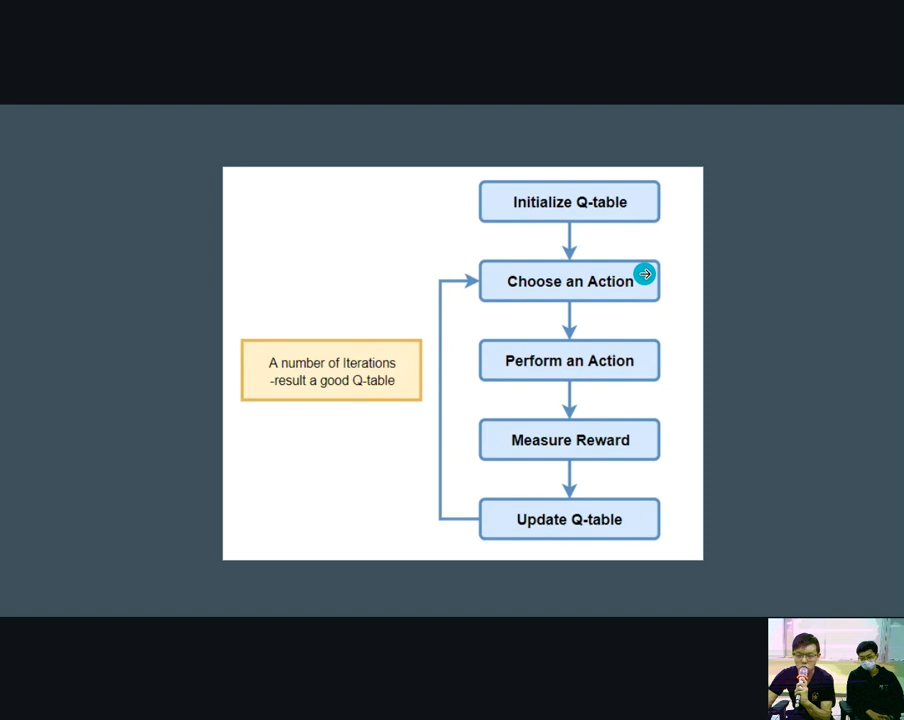 Initialize Q-table
Choose an Action
A number of Iterations
-result a good Q-table
Perform an Action
Measure Reward
Update Q-table